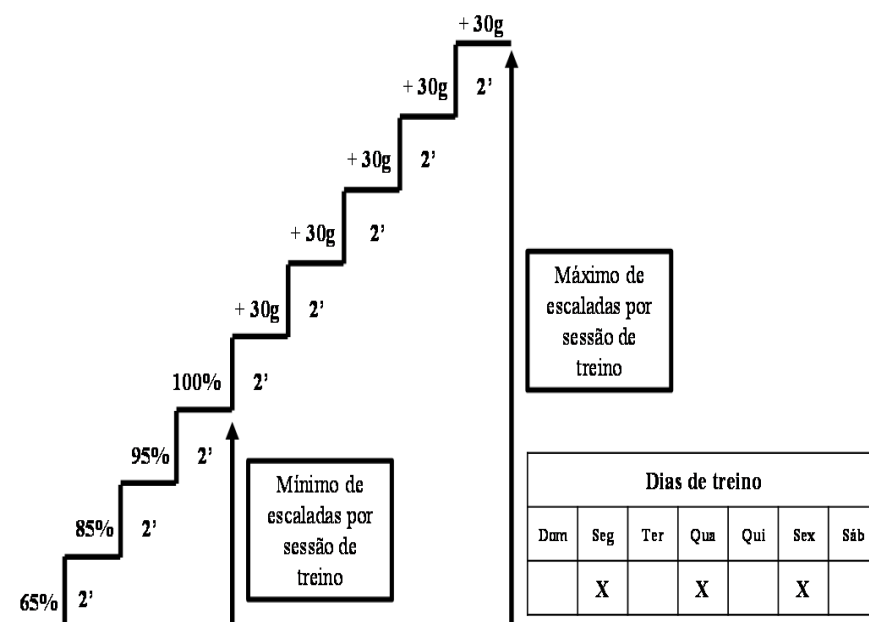 + 30g
+ 30g 2’
+ 30g 2’
+ 30g 2’
+ 30g 2’
100% 2’
95% 2’
85% 2’
65% 2’
Máximo de
escaladas por
sessão de
treino
Mínimo de
escaladas por
sessão de
treino
Dias de treino
Dom Seg Ter Qua Qui Sex Sáb
X X X